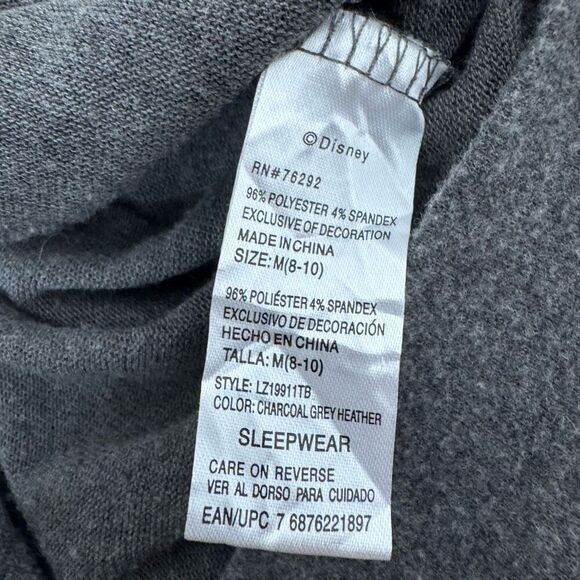 ©Disney
RN#76292
96% POLYESTER 4% SPANDEX
EXCLUSIVE OF DECORATION
MADE IN CHINA
SIZE: M(8-10)
96% POLIÉSTER 4% SPANDEX
EXCLUSIVO DE DECORACIÓN
HECHO EN CHINA
TALLA: M(8-10)
STYLE: LZ19911TB
COLOR: CHARCOAL GREY HEATHER
SLEEPWEAR
CARE ON REVERSE
VER AL DORSO PARA CUIDADO
EAN/UPC 7 6876221897